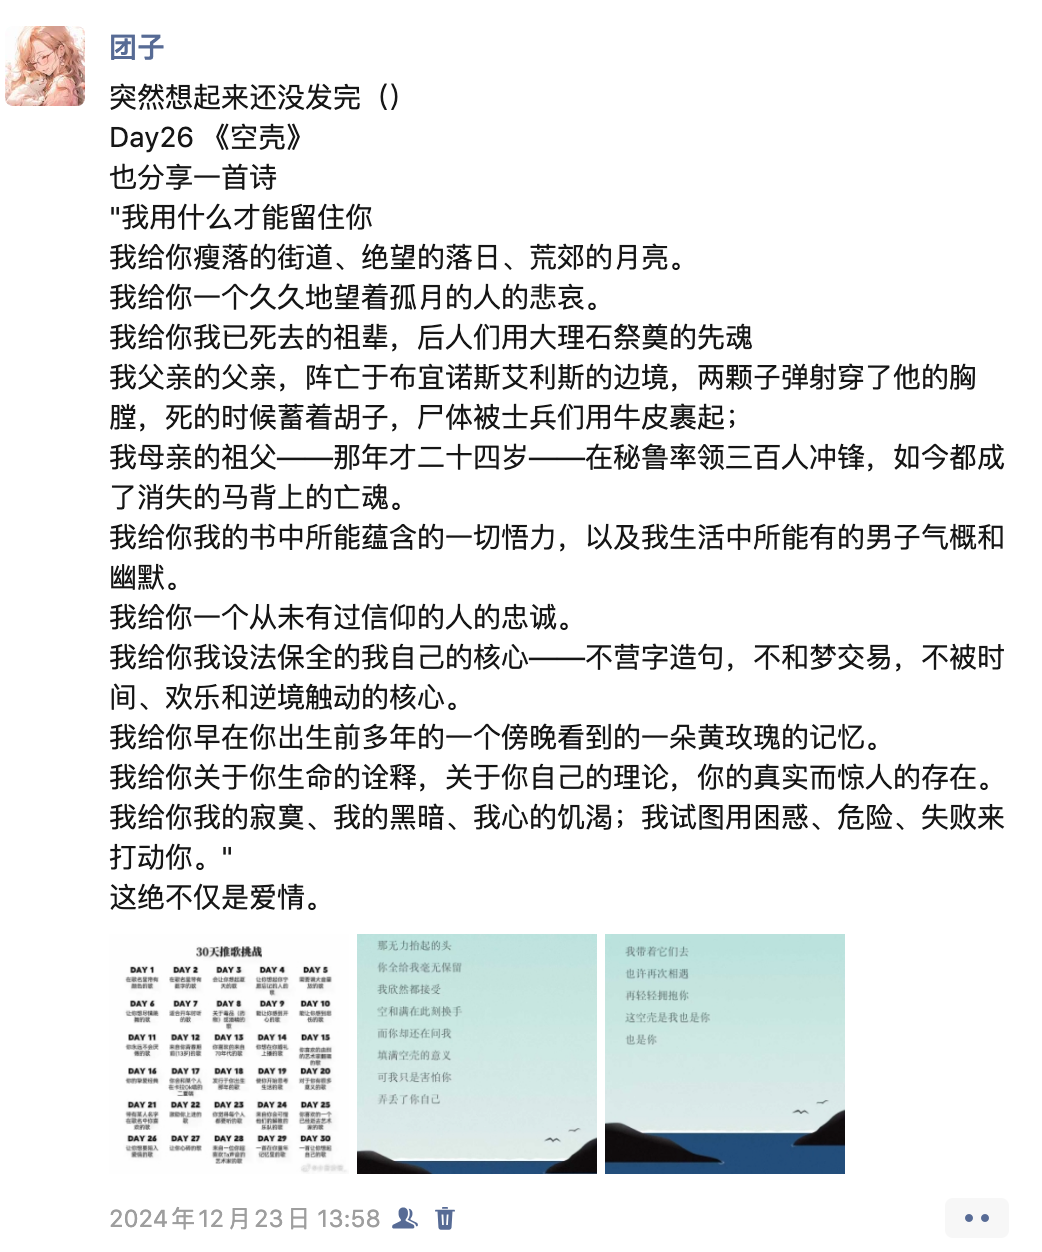 团子
突然想起来还没发完（）
Day26 《空壳》
也分享一首诗
"我用什么才能留住你
我给你瘦落的街道、绝望的落日、荒郊的月亮。
我给你一个久久地望着孤月的人的悲哀。
我给你我已死去的祖辈，后人们用大理石祭奠的先魂
我父亲的父亲，阵亡于布宜诺斯艾利斯的边境，两颗子弹射穿了他的胸
膛，死的时候蓄着胡子，尸体被士兵们用牛皮裹起；
我母亲的祖父——那年才二十四岁——在秘鲁率领三百人冲锋，如今都成
了消失的马背上的亡魂。
我给你我的书中所能蕴含的一切悟力，以及我生活中所能有的男子气概和
幽默。
我给你一个从未有过信仰的人的忠诚。
我给你我设法保全的我自己的核心——不营字造句，不和梦交易，不被时
间、欢乐和逆境触动的核心。
我给你早在你出生前多年的一个傍晚看到的一朵黄玫瑰的记忆。
我给你关于你生命的诠释，关于你自己的理论，你的真实而惊人的存在。
我给你我的寂寞、我的黑暗、我心的饥渴；我试图用困惑、危险、失败来
打动你。"
这绝不仅是爱情。
30天推歌挑战
DAY 1 DAY 2 DAY 3 DAY 4 DAY 5
DAY 6 DAY 7 DAY 8 DAY 9 DAY 10
DAY 11 DAY 12 DAY 13 DAY 14 DAY 15
DAY 16 DAY 17 DAY 18 DAY 19 DAY 20
DAY 21 DAY 22 DAY 23 DAY 24 DAY 25
DAY 26 DAY 27 DAY 28 DAY 29 DAY 30
那无力抬起的头
你全给我毫无保留
我欣然都接受
空和满在此刻换手
而你却还在问我
填满空壳的意义
可我只是害怕你
弄丢了你自己
我带着它们去
也许再次相遇
再轻轻拥抱你
这空壳是我也是你
也是你
2024年12月23日 13:58